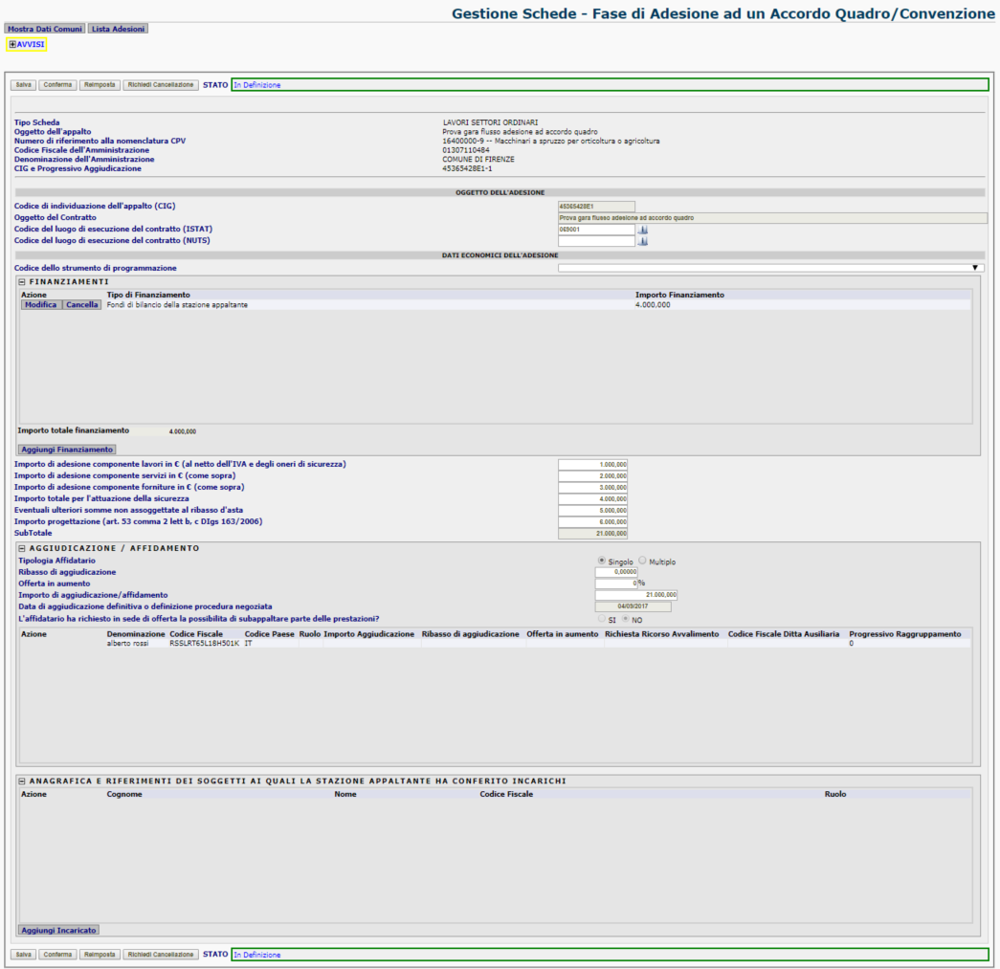 Gestione Schede - Fase di Adesione ad un Accordo Quadro/Convenzione
Mostra Dati Comuni Lista Adesioni
AVVISI
Salva Conferma Reimposta Richiedi Cancellazione STATO In Definizione
Tipo Scheda LAVORI SETTORI ORDINARI
Oggetto dell'appalto Prova gara flusso adesione ad accordo quadro
Numero di riferimento alla nomenclatura CPV 16400000-9 -- Macchinari a spruzzo per orticoltura o agricoltura
Codice Fiscale dell'Amministrazione 01307110484
Denominazione dell'Amministrazione COMUNE DI FIRENZE
CIG e Progressivo Aggiudicazione 45365428E1-1
OGGETTO DELL'ADESIONE
Codice di individuazione dell'appalto (CIG) 45365428E1
Oggetto del Contratto Prova gara flusso adesione ad accordo quadro
Codice del luogo di esecuzione del contratto (ISTAT) 069001
Codice del luogo di esecuzione del contratto (NUTS)
DATI ECONOMICI DELL'ADESIONE
Codice dello strumento di programmazione
FINANZIAMENTI
Azione Tipo di Finanziamento Importo Finanziamento
Modifica Cancella Fondi di bilancio della stazione appaltante 4.000,000
Importo totale finanziamento 4.000,000
Aggiungi Finanziamento
Importo di adesione componente lavori in € (al netto dell'IVA e degli oneri di sicurezza) 1.000,000
Importo di adesione componente servizi in € (come sopra) 2.000,000
Importo di adesione componente forniture in € (come sopra) 3.000,000
Importo totale per l'attuazione della sicurezza 4.000,000
Eventuali ulteriori somme non assoggettate al ribasso d'asta 5.000,000
Importo progettazione (art. 53 comma 2 lett b, c DIgs 163/2006) 6.000,000
SubTotale 21.000,000
AGGIUDICAZIONE / AFFIDAMENTO
Tipologia Affidatario Singolo Multiplo
Ribasso di aggiudicazione 0,00000
Offerta in aumento 0 %
Importo di aggiudicazione/affidamento 21.000,000
Data di aggiudicazione definitiva o definizione procedura negoziata 04/05/2017
L'affidatario ha richiesto in sede di offerta la possibilita di subappaltare parte delle prestazioni? SI NO
Azione Denominazione Codice Fiscale Codice Paese Ruolo Importo Aggiudicazione Ribasso di aggiudicazione Offerta in aumento Richiesta Ricorso Avvalimento Codice Fiscale Ditta Ausiliaria Progressivo Raggruppamento
alberto rossi RSSLRT65L18H501K IT 0
ANAGRAFICA E RIFERIMENTI DEI SOGGETTI AI QUALI LA STAZIONE APPALTANTE HA CONFERITO INCARICHI
Azione Cognome Nome Codice Fiscale Ruolo
Aggiungi Incaricato
Salva Conferma Reimposta Richiedi Cancellazione STATO In Definizione